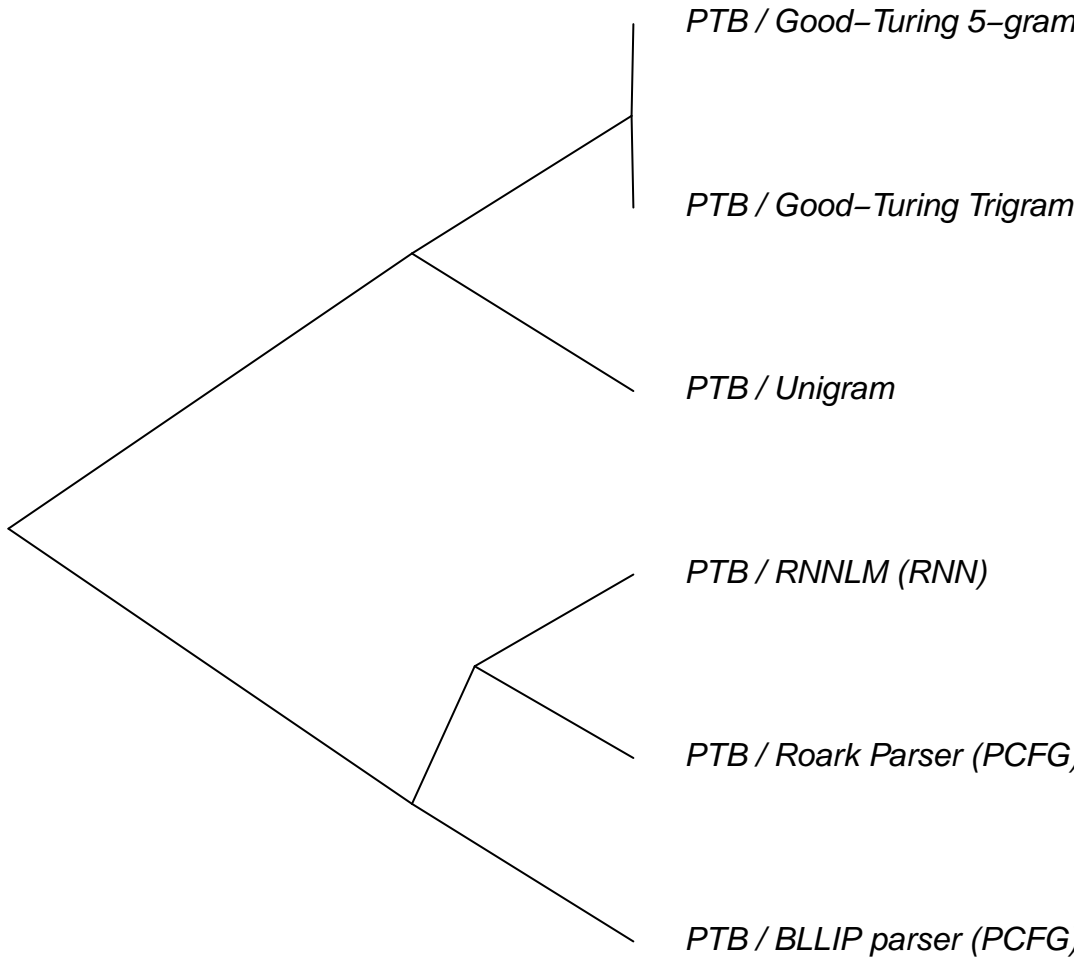 PTB / Good−Turing 5−gram
PTB / Good−Turing Trigram
PTB / Unigram
PTB / RNNLM (RNN)
PTB / Roark Parser (PCFG)
PTB / BLLIP parser (PCFG)